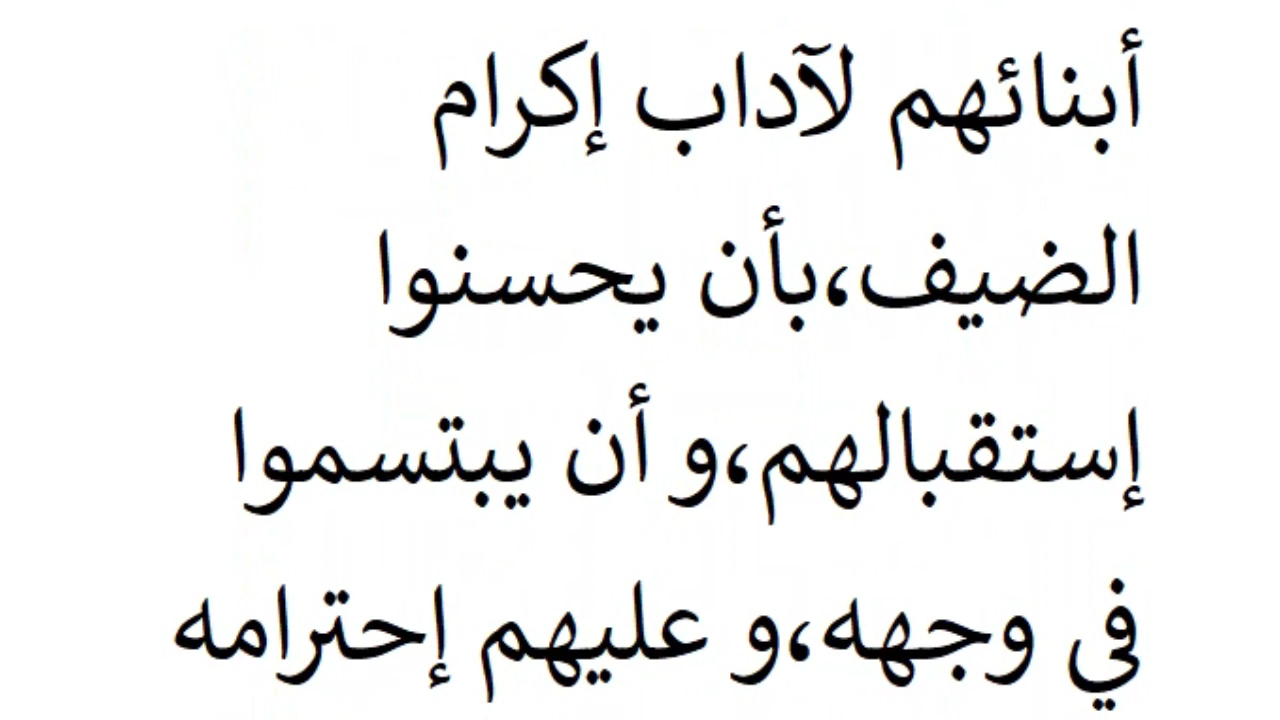 أبنائهم لآداب إكرام
الضيف،بأن يحسنوا
إستقبالهم،و أن يبتسموا
في وجهه،و عليهم إحترامه